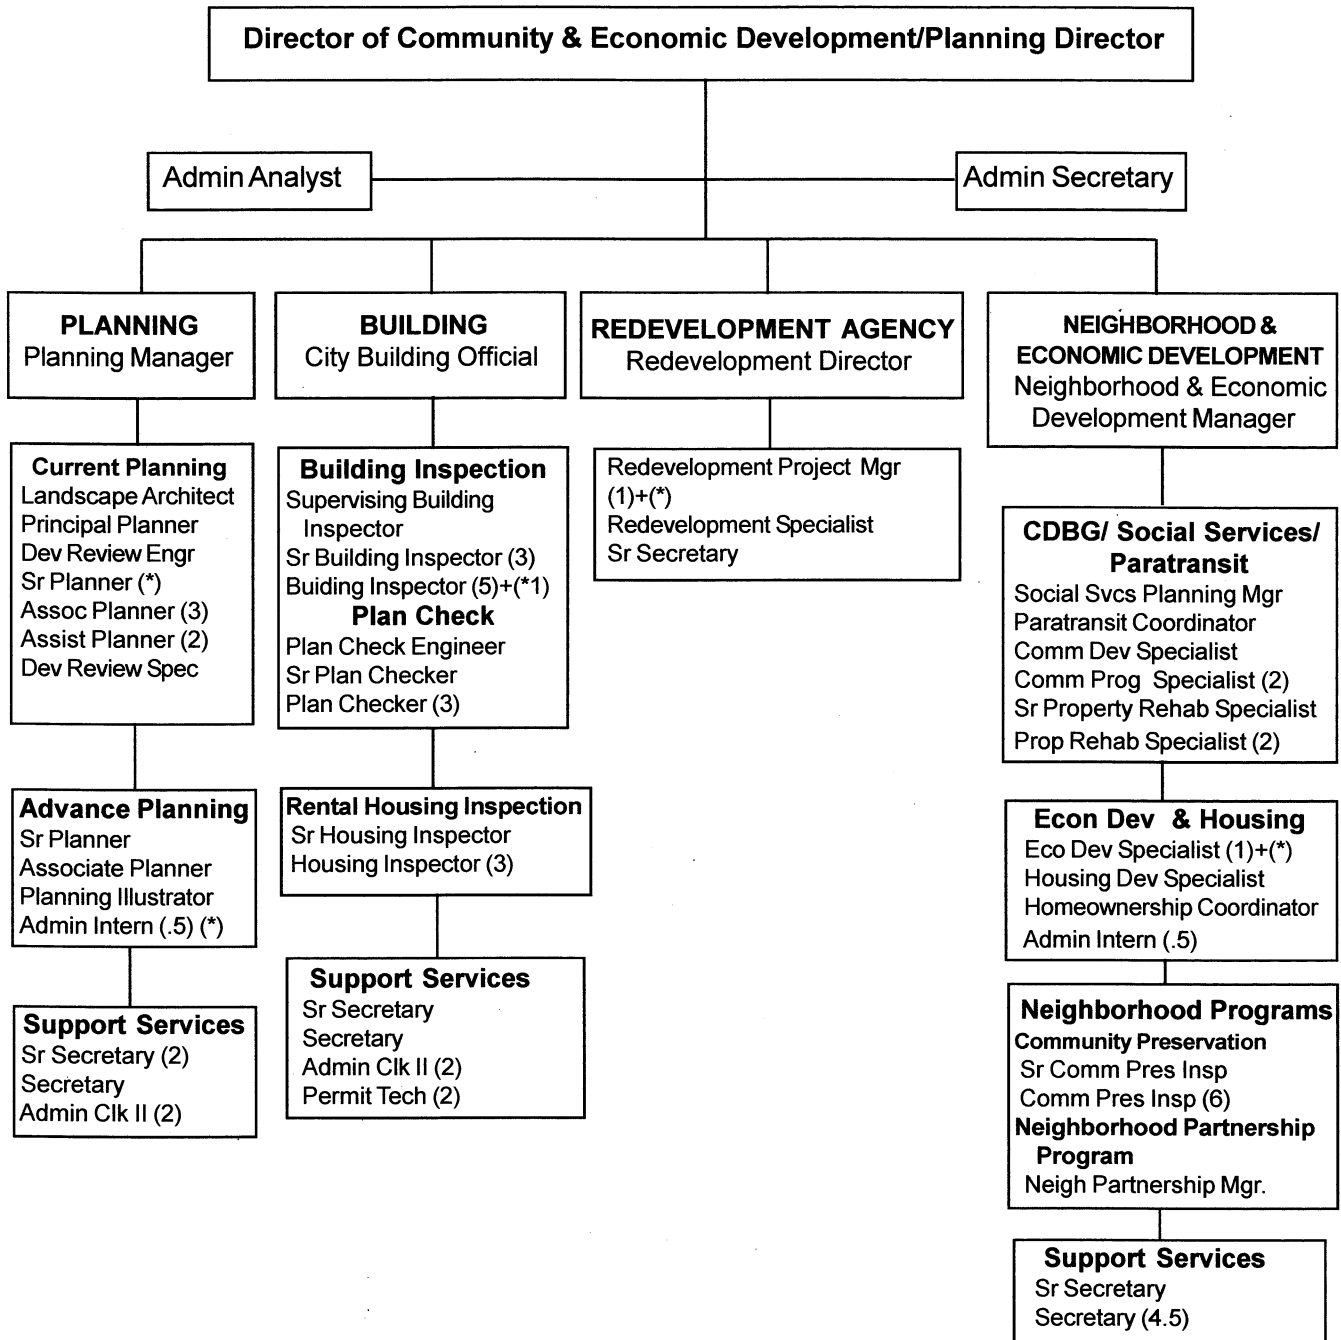 Director of Community & Economic Development/Planning Director
Admin Analyst
Admin Secretary
PLANNING
Planning Manager
Current Planning
Landscape Architect
Principal Planner
Dev Review Engr
Sr Planner (*)
Assoc Planner (3)
Assist Planner (2)
Dev Review Spec
Advance Planning
Sr Planner
Associate Planner
Planning Illustrator
Admin Intern (.5) (*)
Support Services
Sr Secretary (2)
Secretary
Admin Clk II (2)
BUILDING
City Building Official
Building Inspection
Supervising Building
Inspector
Sr Building Inspector (3)
Buiding Inspector (5)+(*1)
Plan Check
Plan Check Engineer
Sr Plan Checker
Plan Checker (3)
Rental Housing Inspection
Sr Housing Inspector
Housing Inspector (3)
Support Services
Sr Secretary
Secretary
Admin Clk II (2)
Permit Tech (2)
REDEVELOPMENT AGENCY
Redevelopment Director
Redevelopment Project Mgr
(1)+(*)
Redevelopment Specialist
Sr Secretary
NEIGHBORHOOD &
ECONOMIC DEVELOPMENT
Neighborhood & Economic
Development Manager
CDBG/ Social Services/
Paratransit
Social Svcs Planning Mgr
Paratransit Coordinator
Comm Dev Specialist
Comm Prog Specialist (2)
Sr Property Rehab Specialist
Prop Rehab Specialist (2)
Econ Dev & Housing
Eco Dev Specialist (1)+(*)
Housing Dev Specialist
Homeownership Coordinator
Admin Intern (.5)
Neighborhood Programs
Community Preservation
Sr Comm Pres Insp
Comm Pres Insp (6)
Neighborhood Partnership
Program
Neigh Partnership Mgr.
Support Services
Sr Secretary
Secretary (4.5)